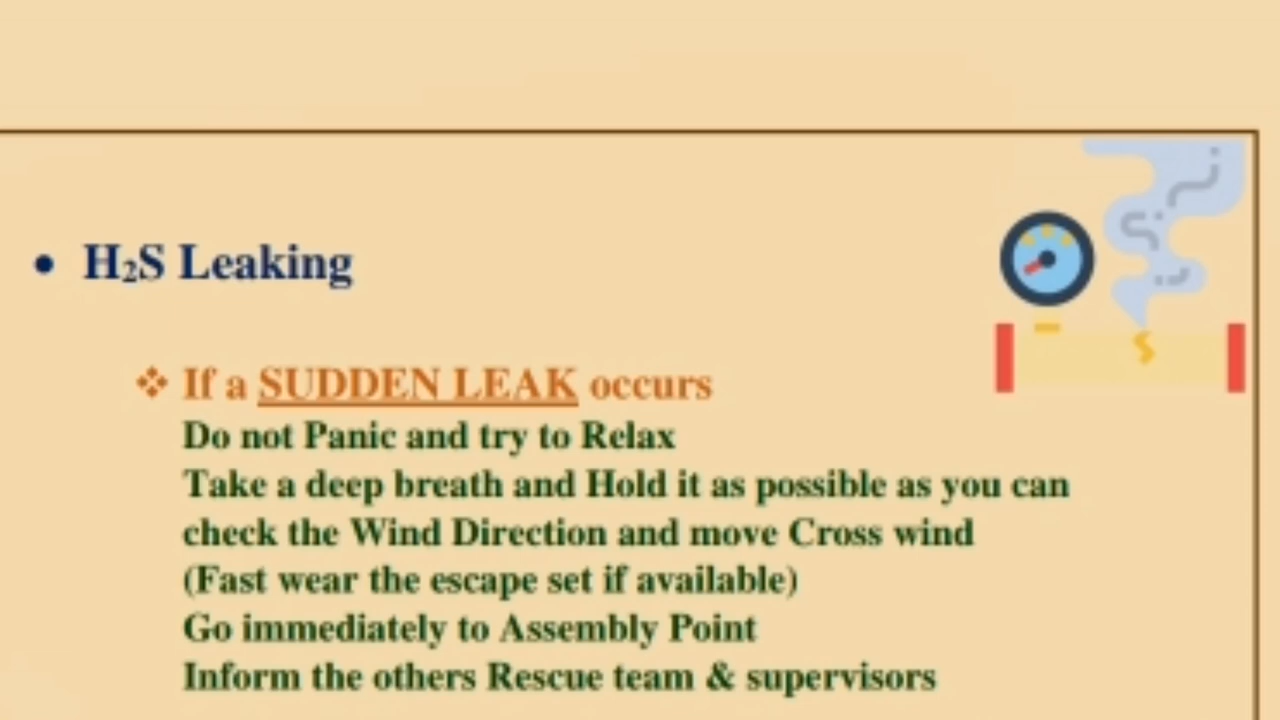 • H₂S Leaking
❖ If a SUDDEN LEAK occurs
Do not Panic and try to Relax
Take a deep breath and Hold it as possible as you can
check the Wind Direction and move Cross wind
(Fast wear the escape set if available)
Go immediately to Assembly Point
Inform the others Rescue team & supervisors